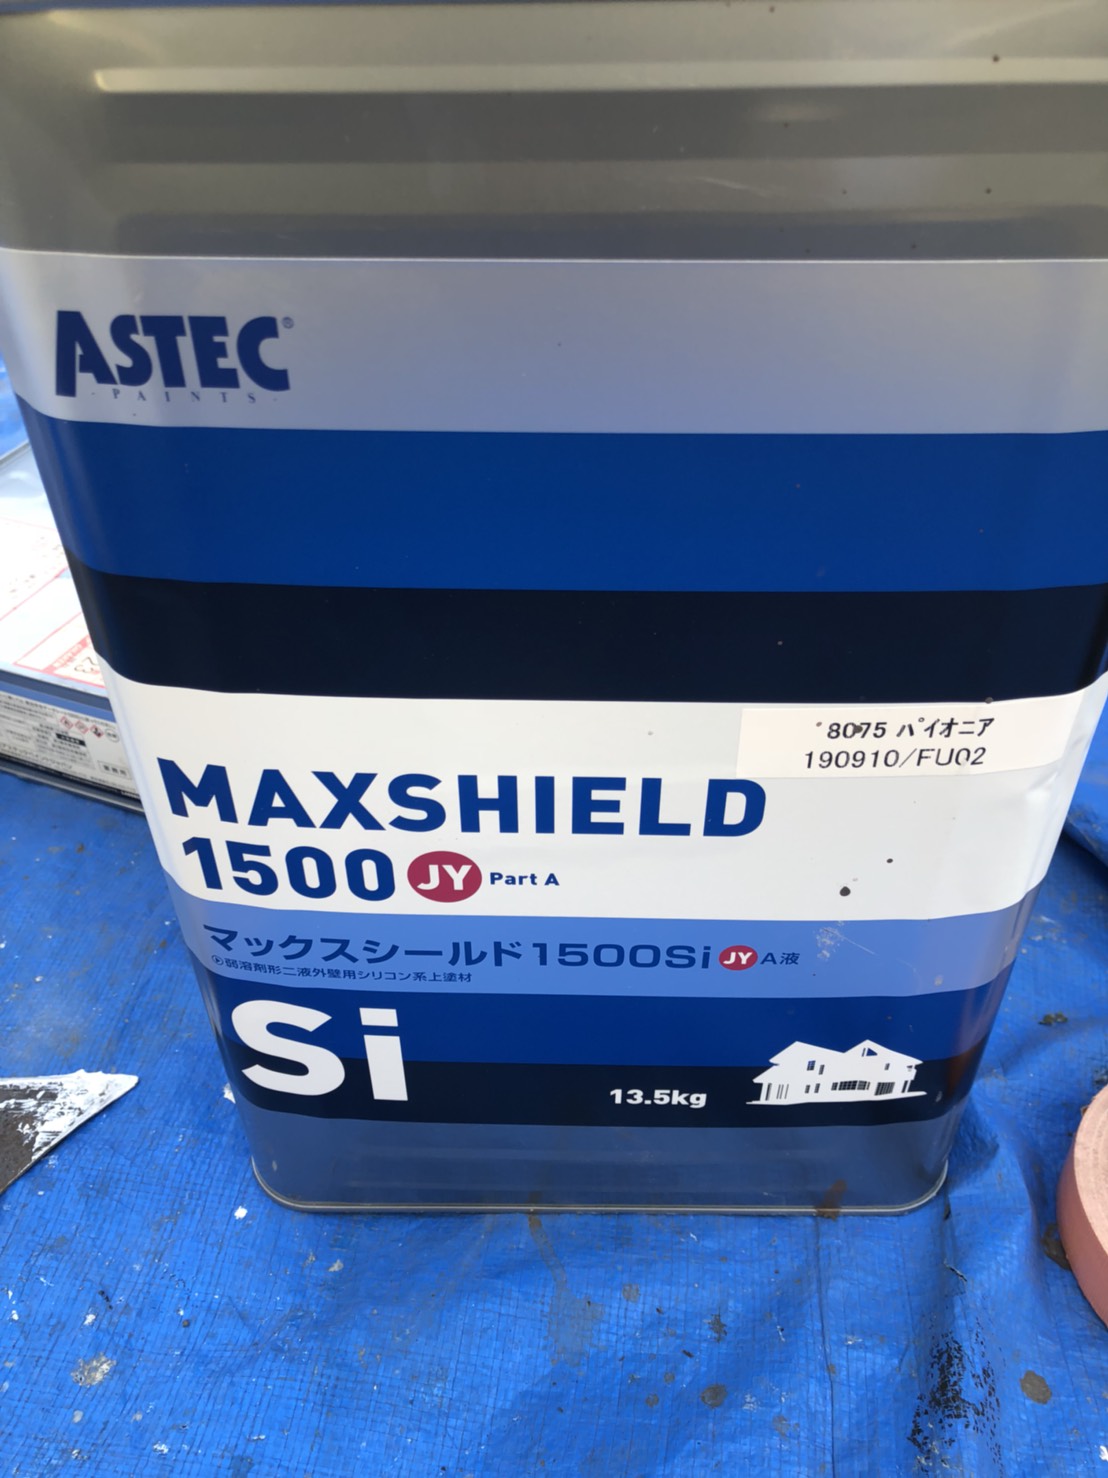 ASTEC®
PAINTS
8075 パイオニア
190910/FU02
MAXSHIELD
1500 JY Part A
マックスシールド1500Si JY A液
弱溶剤形二液外壁用シリコン系上塗材
Si
13.5kg